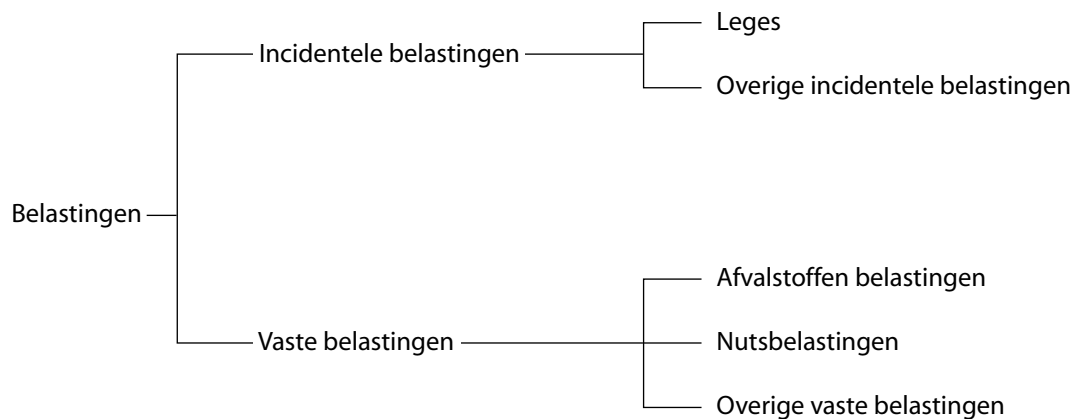 Leges
Incidentele belastingen
Overige incidentele belastingen
Belastingen
Afvalstoffen belastingen
Vaste belastingen
Nutsbelastingen
Overige vaste belastingen